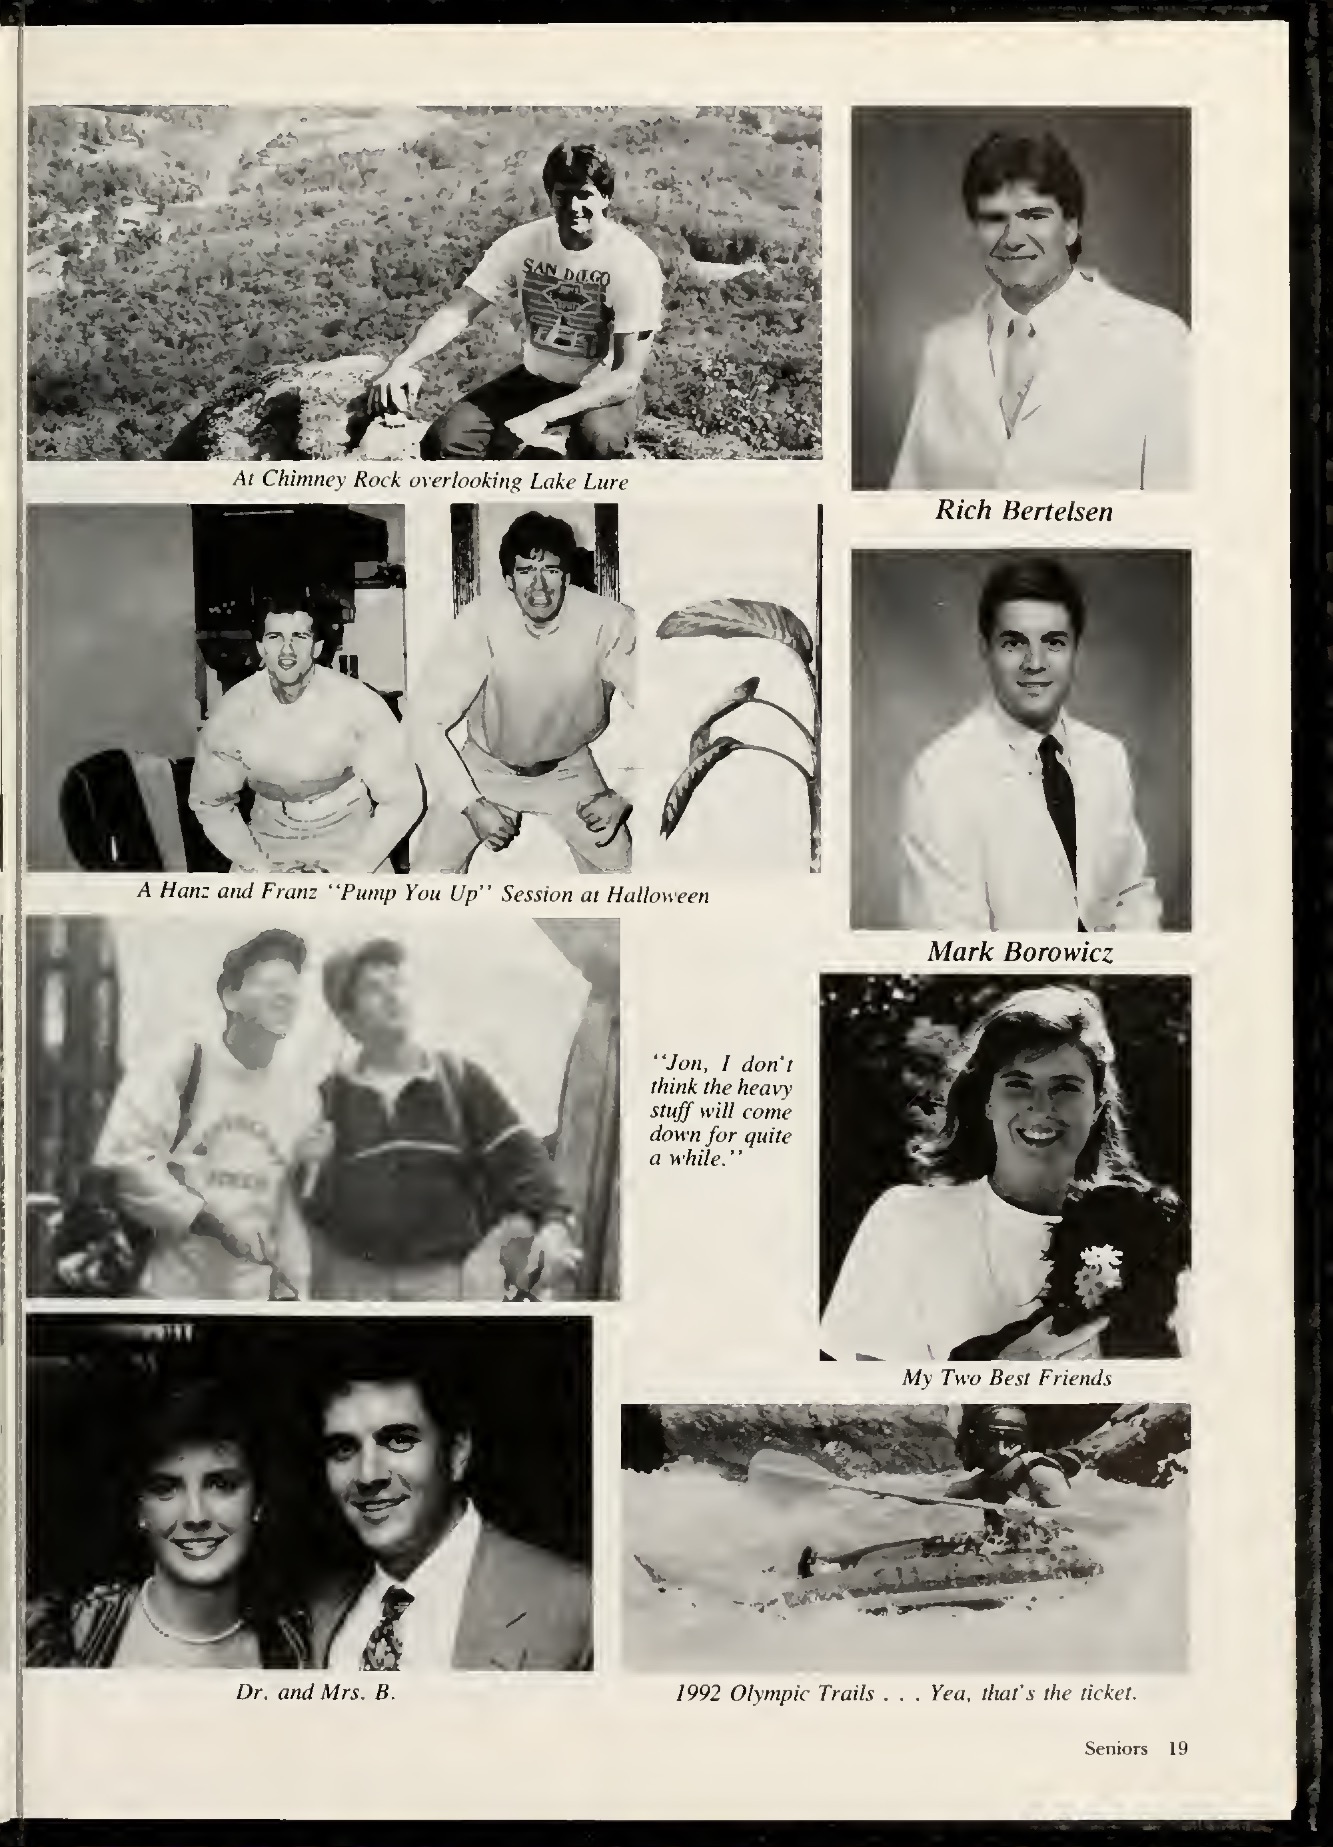 SAN DIEGO
At Chimney Rock overlooking Lake Lure
Rich Bertelsen
A Hanz and Franz "Pump You Up" Session at Halloween
Mark Borowicz
"Jon, I don't
think the heavy
stuff will come
down for quite
a while."
My Two Best Friends
Dr. and Mrs. B.
1992 Olympic Trails . . . Yea, that's the ticket.
Seniors 19